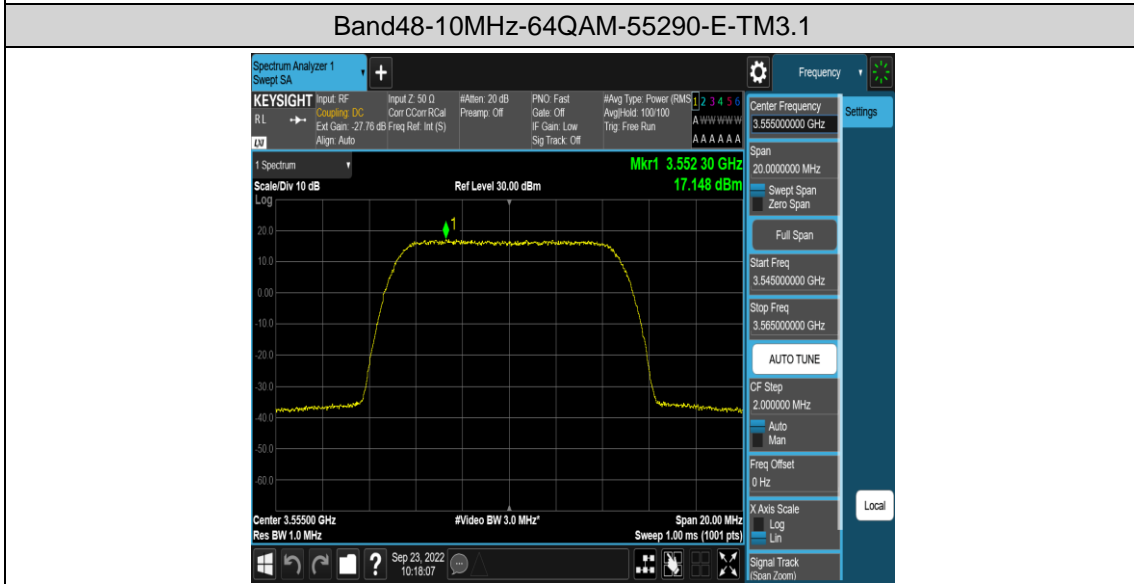 Band48-10MHz-64QAM-55290-E-TM3.1
Spectrum Analyzer 1
Swept SA
Frequency
KEYSIGHT
RL
LXI
Input: RF
Coupling: DC
Ext Gain: -27.76 dB
Align: Auto
Input Z: 50 Ω
Corr CCorr RCal
Freq Ref: Int (S)
#Atten: 20 dB
Preamp: Off
PNO: Fast
Gate: Off
IF Gain: Low
Sig Track: Off
#Avg Type: Power (RMS
Avg|Hold: 100/100
Trig: Free Run
1 2 3 4 5 6
A W W W W W
A A A A A A
1 Spectrum
Scale/Div 10 dB
Log
Ref Level 30.00 dBm
Mkr1 3.552 30 GHz
17.148 dBm
1
20.0
10.0
0.00
-10.0
-20.0
-30.0
-40.0
-50.0
-60.0
Center 3.55500 GHz
Res BW 1.0 MHz
#Video BW 3.0 MHz*
Span 20.00 MHz
Sweep 1.00 ms (1001 pts)
Sep 23, 2022
10:18:07
Center Frequency
3.555000000 GHz
Span
20.0000000 MHz
Swept Span
Zero Span
Full Span
Start Freq
3.545000000 GHz
Stop Freq
3.565000000 GHz
AUTO TUNE
CF Step
2.000000 MHz
Auto
Man
Freq Offset
0 Hz
X Axis Scale
Log
Lin
Signal Track
(Span Zoom)
Settings
Local